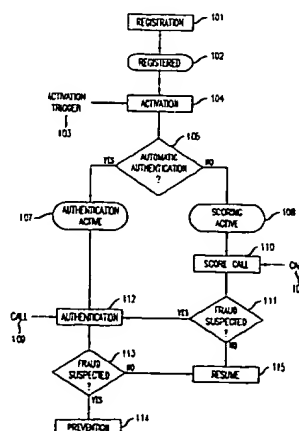 REGISTRATION
101
REGISTERED
102
ACTIVATION
TRIGGER
103
ACTIVATION
104
105
YES
AUTOMATIC
AUTHENTICATION
?
NO
107
AUTHENTICATION
ACTIVE
SCORING
ACTIVE
108
110
SCORE CALL
112
CALL
109
AUTHENTICATION
YES
FRAUD
SUSPECTED
?
111
NO
113
FRAUD
SUSPECTED
?
NO
RESUME
115
YES
PREVENTION
114